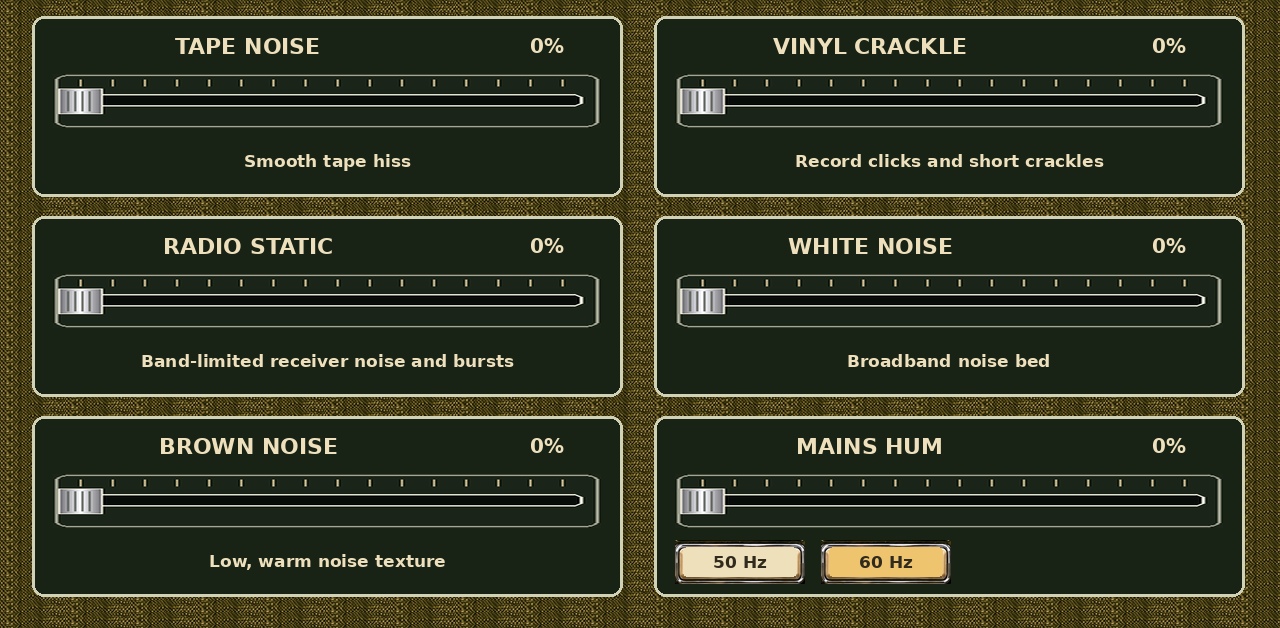 TAPE NOISE 0%
Smooth tape hiss
VINYL CRACKLE 0%
Record clicks and short crackles
RADIO STATIC 0%
Band-limited receiver noise and bursts
WHITE NOISE 0%
Broadband noise bed
BROWN NOISE 0%
Low, warm noise texture
MAINS HUM 0%
50 Hz 60 Hz